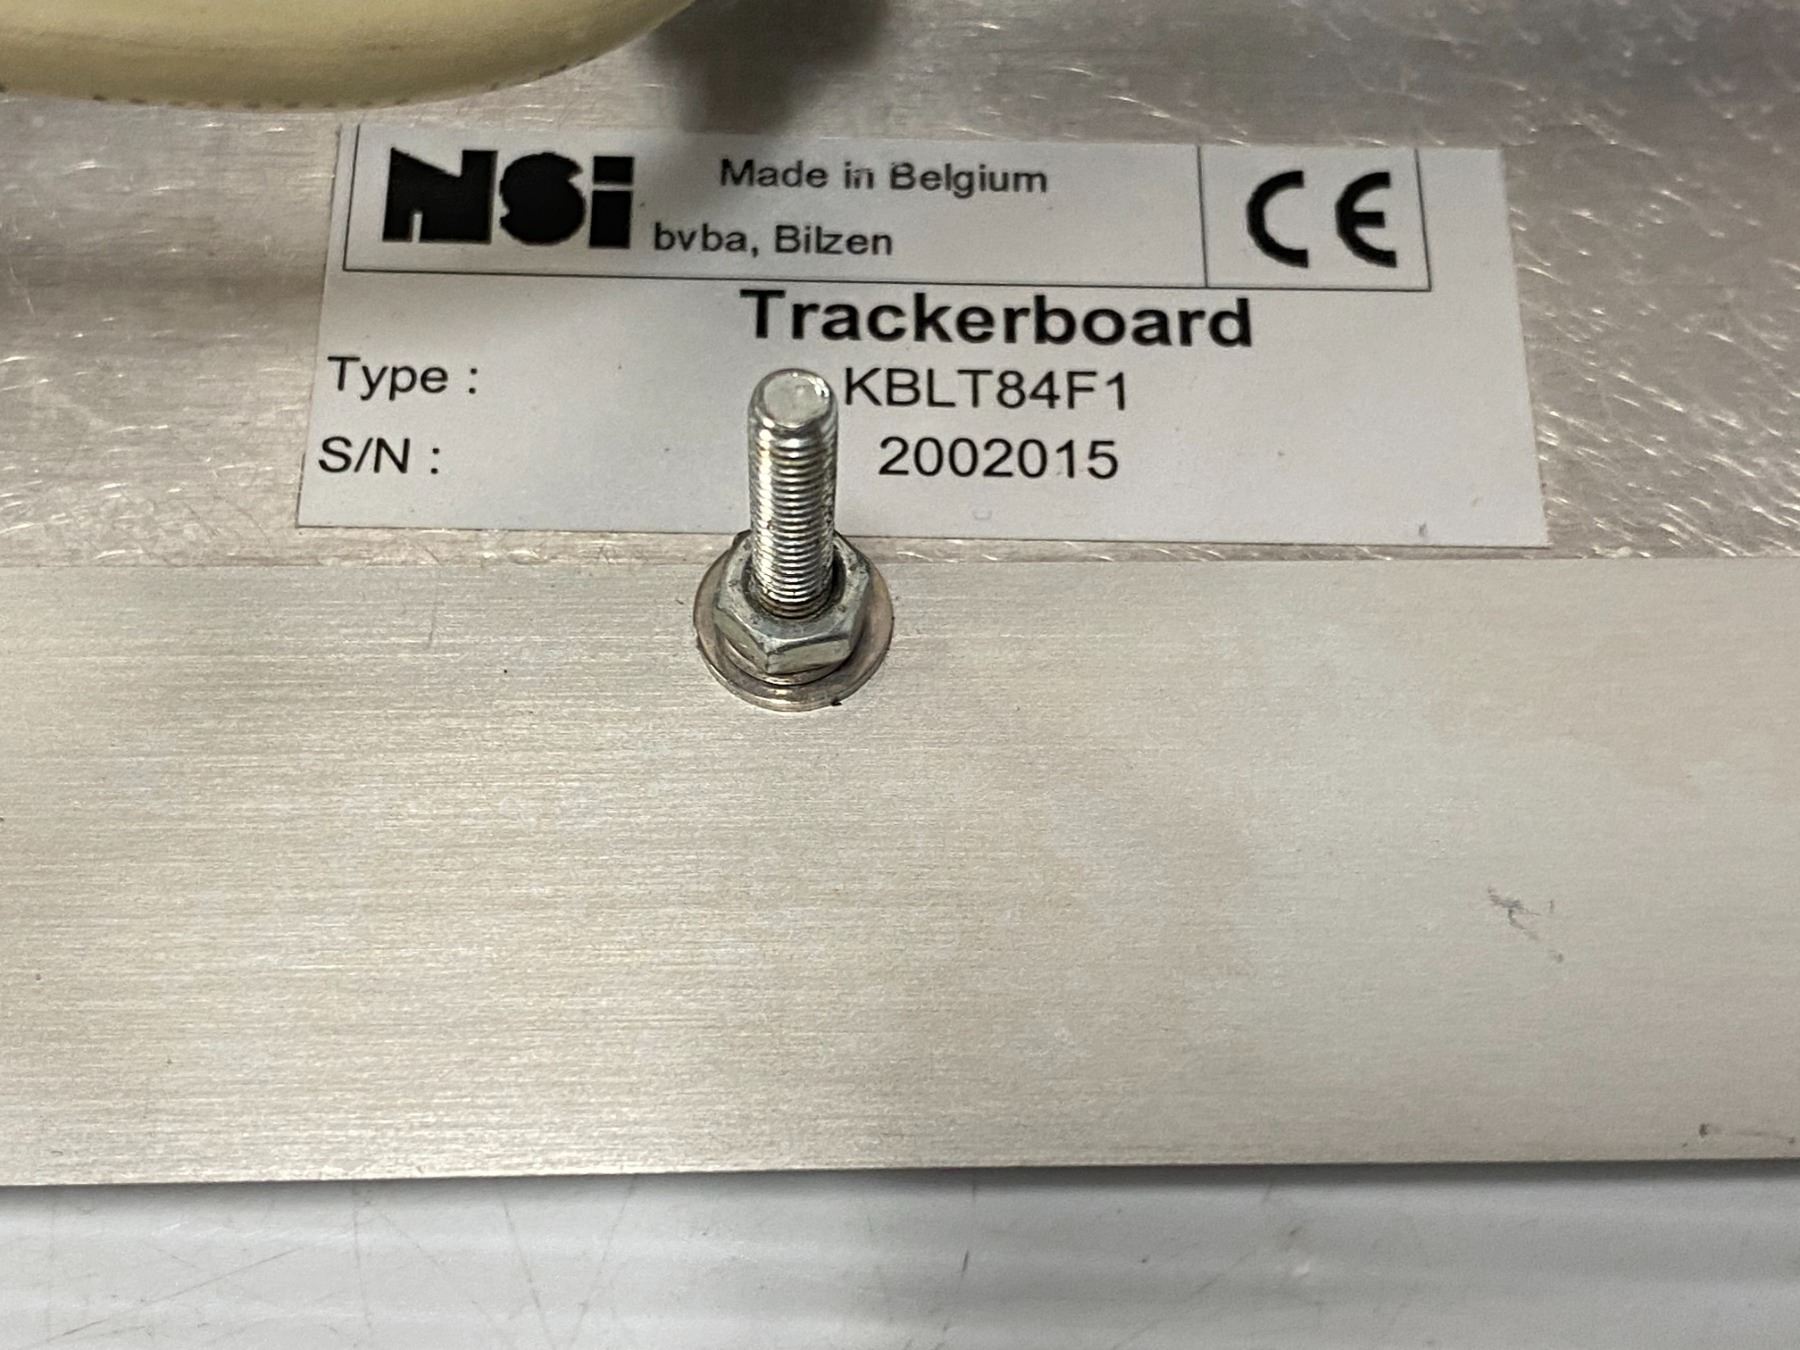 NSi Made in Belgium
bvba, Bilzen
CE
Trackerboard
Type : KBLT84F1
S/N : 2002015